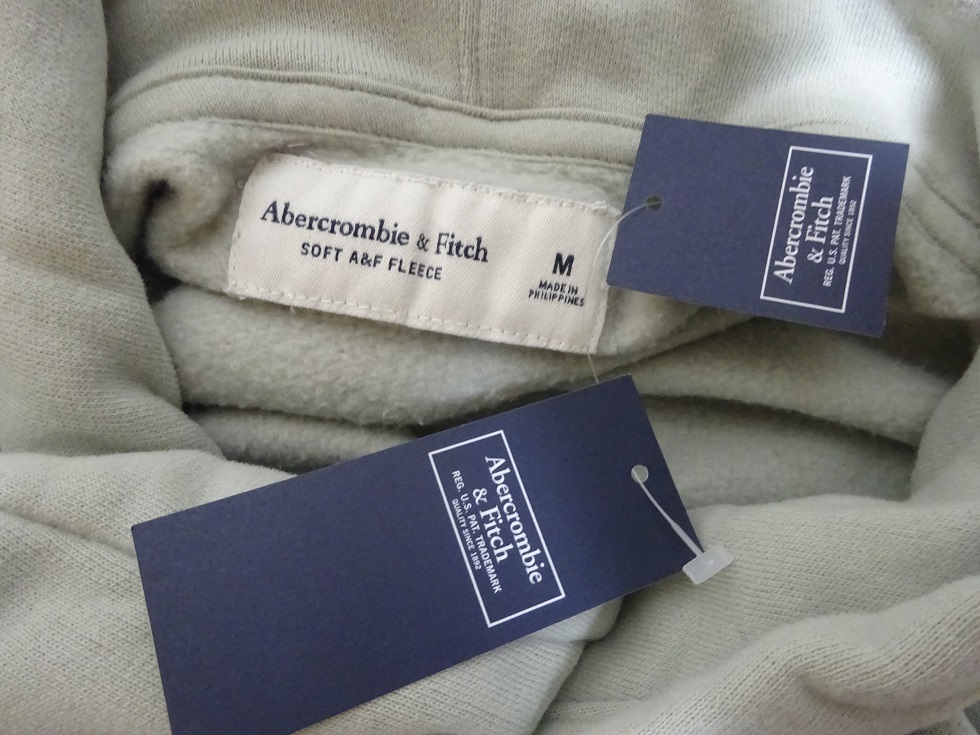 Abercrombie & Fitch
SOFT A&F FLEECE
M
MADE IN
PHILIPPINES
Abercrombie
& Fitch
REG. U.S. PAT. TRADEMARK
QUALITY SINCE 1892
Abercrombie
& Fitch
REG. U.S. PAT. TRADEMARK
QUALITY SINCE 1892